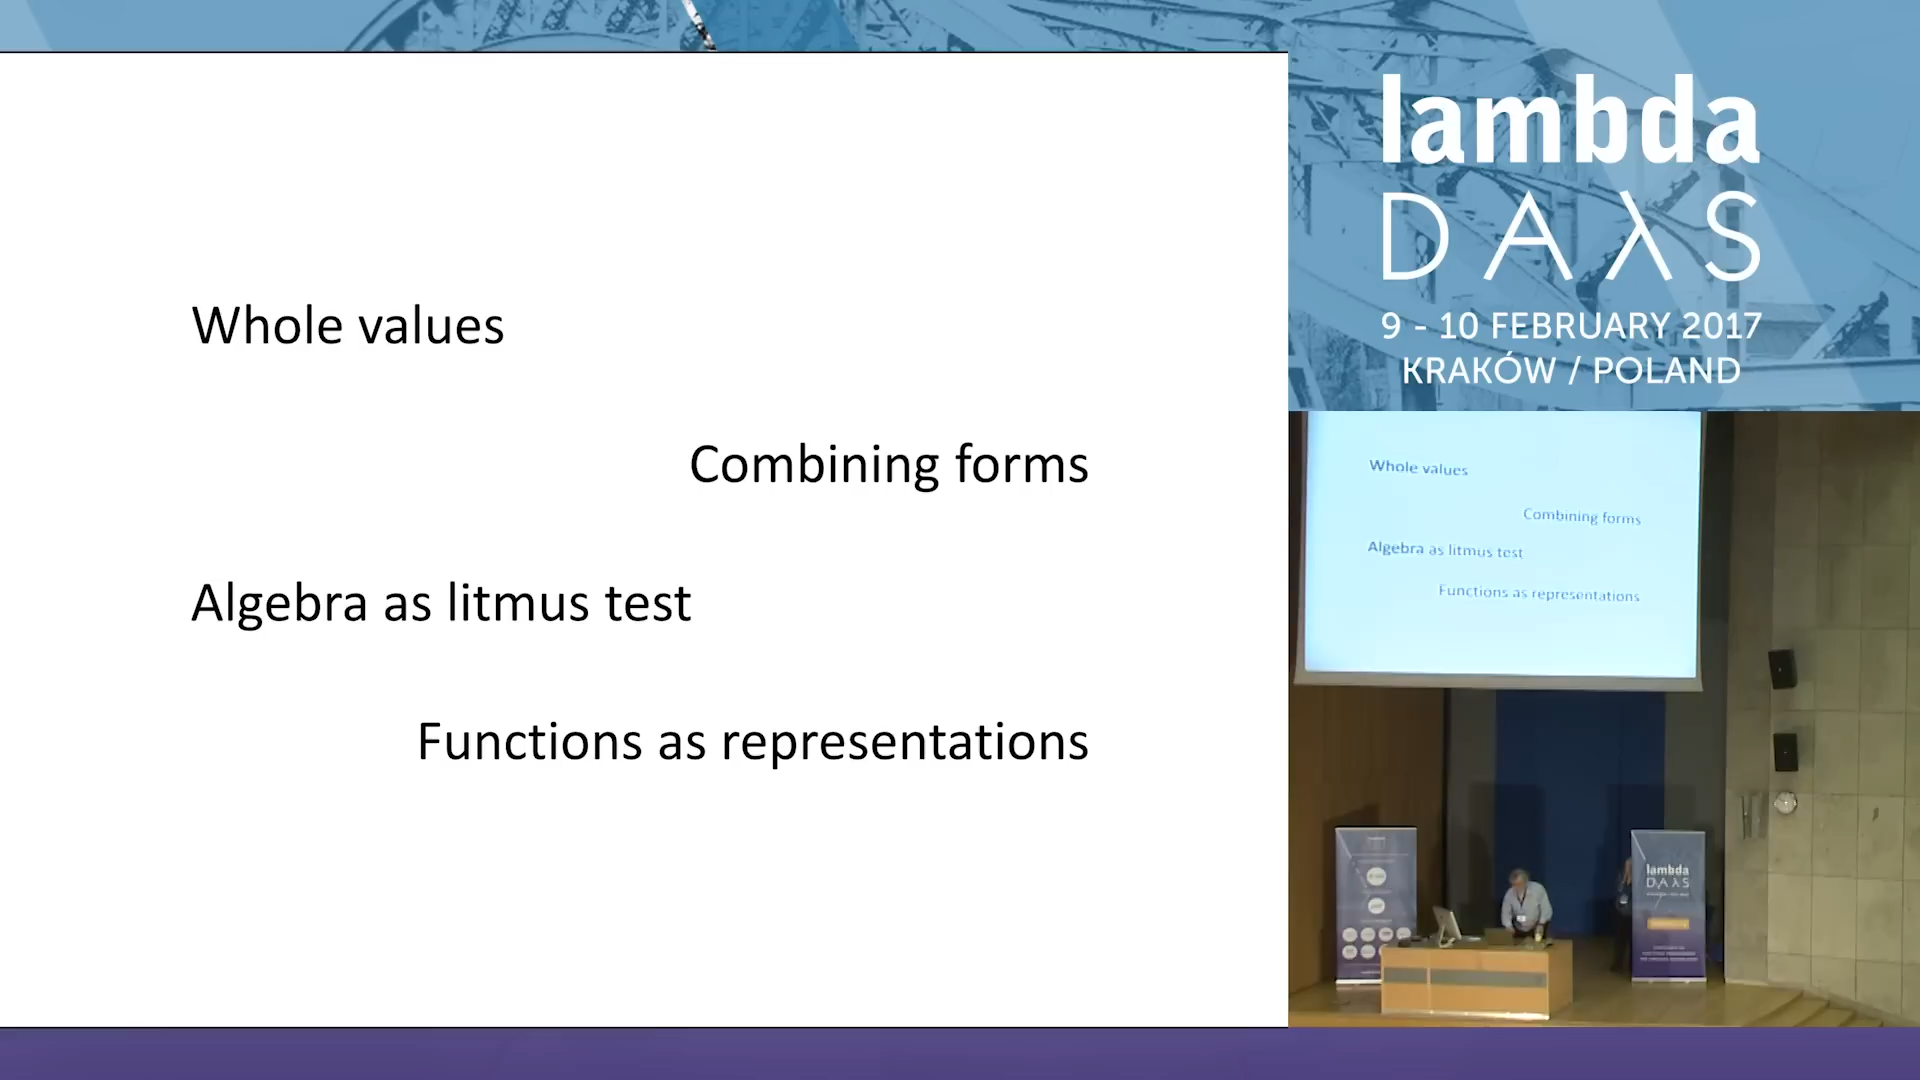 Whole values
Combining forms
Algebra as litmus test
Functions as representations
lambda
DAλS
9 - 10 FEBRUARY 2017
KRAKÓW / POLAND
Whole values
Combining forms
Algebra as litmus test
Functions as representations
lambda
DAλS